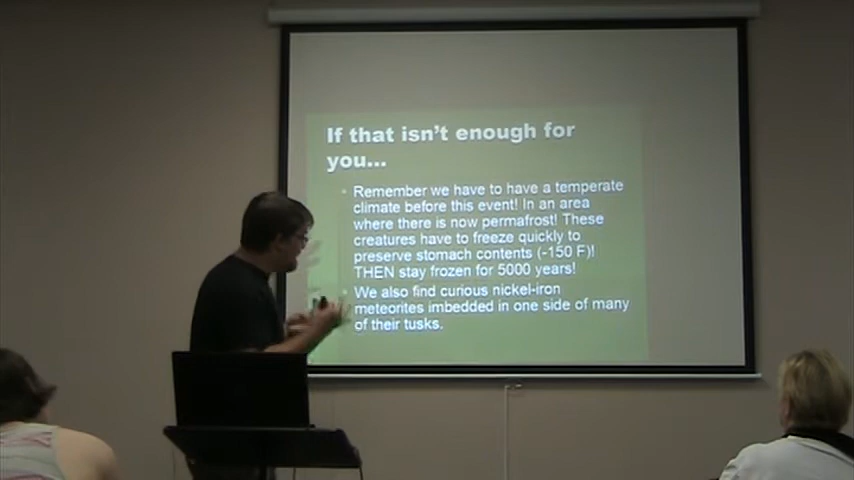 If that isn't enough for
you...
• Remember we have to have a temperate
climate before this event! In an area
where there is now permafrost! These
creatures have to freeze quickly to
preserve stomach contents (-150 F)!
THEN stay frozen for 5000 years!
• We also find curious nickel-iron
meteorites imbedded in one side of many
of their tusks.